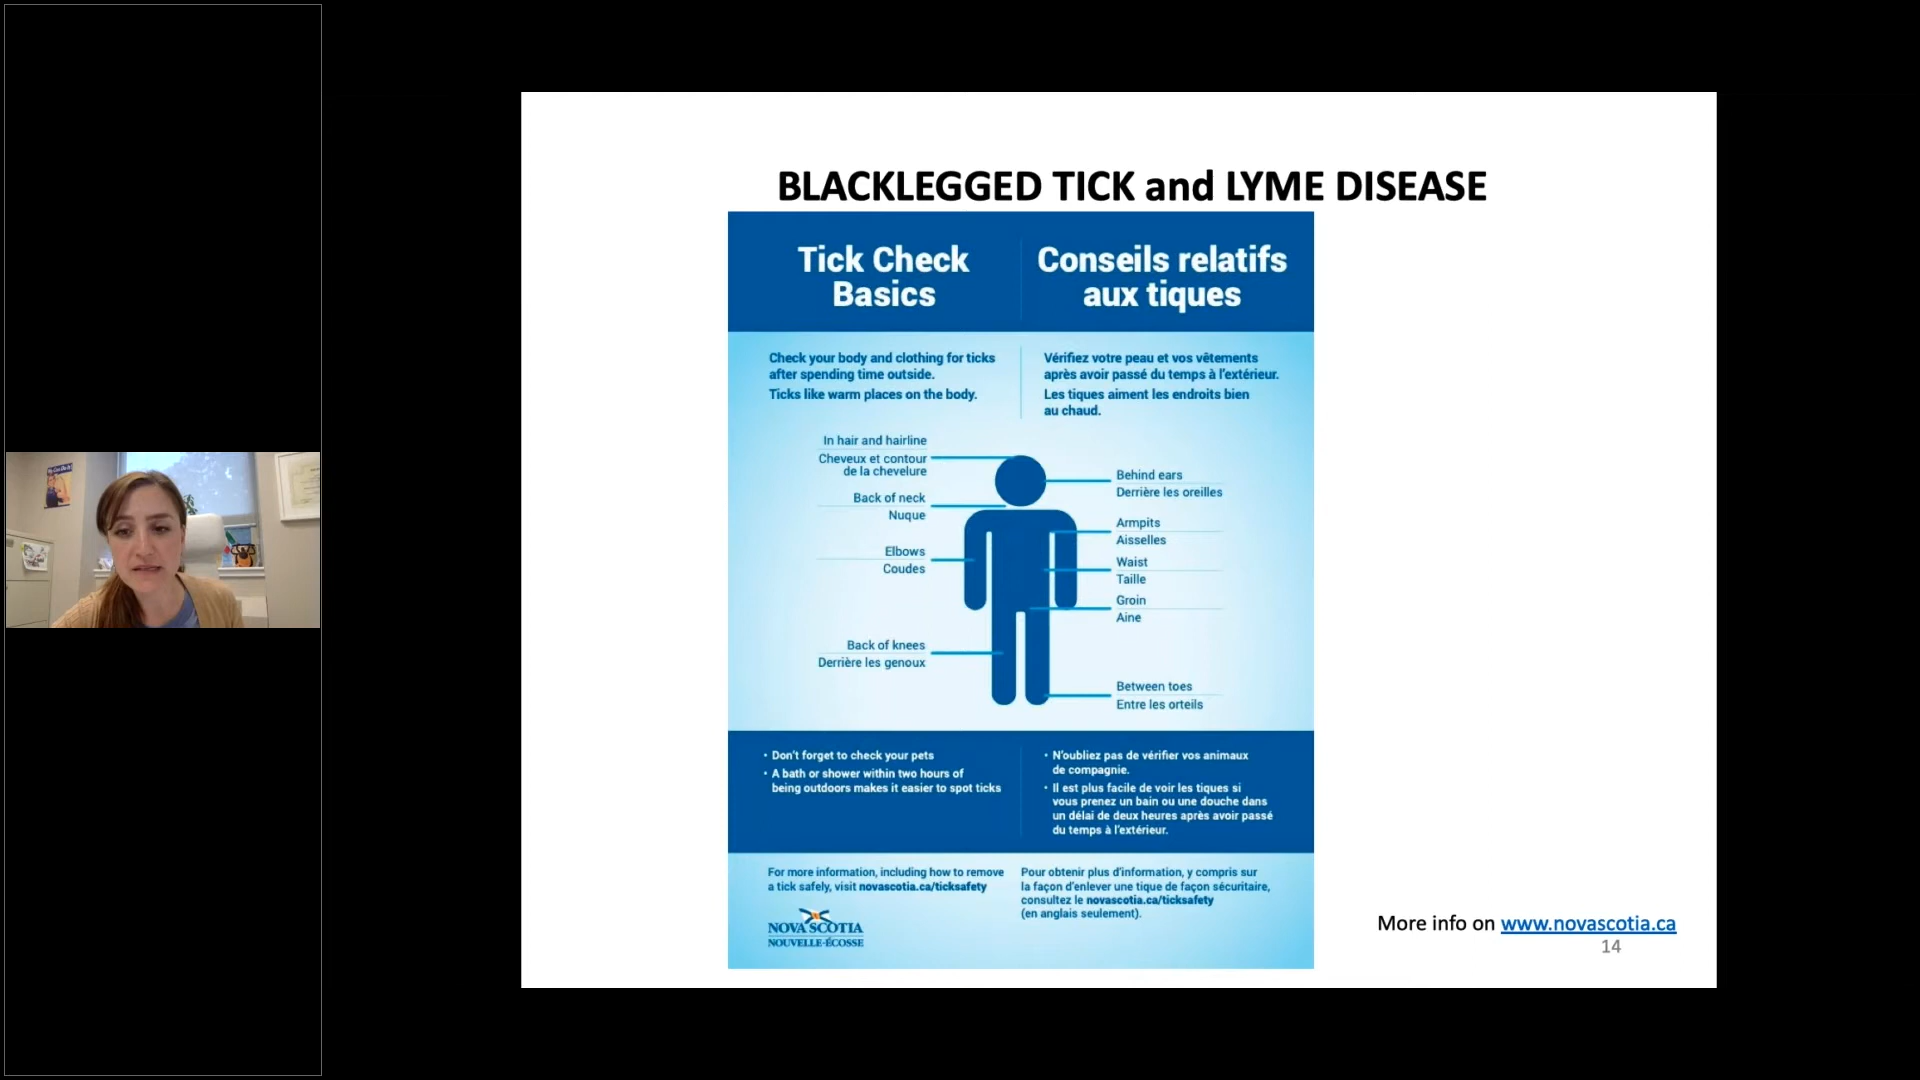 BLACKLEGGED TICK and LYME DISEASE
Tick Check
Basics
Conseils relatifs
aux tiques
Check your body and clothing for ticks
after spending time outside.
Ticks like warm places on the body.
Vérifiez votre peau et vos vêtements
après avoir passé du temps à l'extérieur.
Les tiques aiment les endroits bien
au chaud.
In hair and hairline
Cheveux et contour
de la chevelure
Back of neck
Nuque
Elbows
Coudes
Back of knees
Derrière les genoux
Behind ears
Derrière les oreilles
Armpits
Aisselles
Waist
Taille
Groin
Aine
Between toes
Entre les orteils
• Don't forget to check your pets
• A bath or shower within two hours of
being outdoors makes it easier to spot ticks
• N'oubliez pas de vérifier vos animaux
de compagnie.
• Il est plus facile de voir les tiques si
vous prenez un bain ou une douche dans
un délai de deux heures après avoir passé
du temps à l'extérieur.
For more information, including how to remove
a tick safely, visit novascotia.ca/ticksafety
Pour obtenir plus d'information, y compris sur
la façon d'enlever une tique de façon sécuritaire,
consultez le novascotia.ca/ticksafety
(en anglais seulement).
NOVA SCOTIA
NOUVELLE-ÉCOSSE
More info on www.novascotia.ca
14